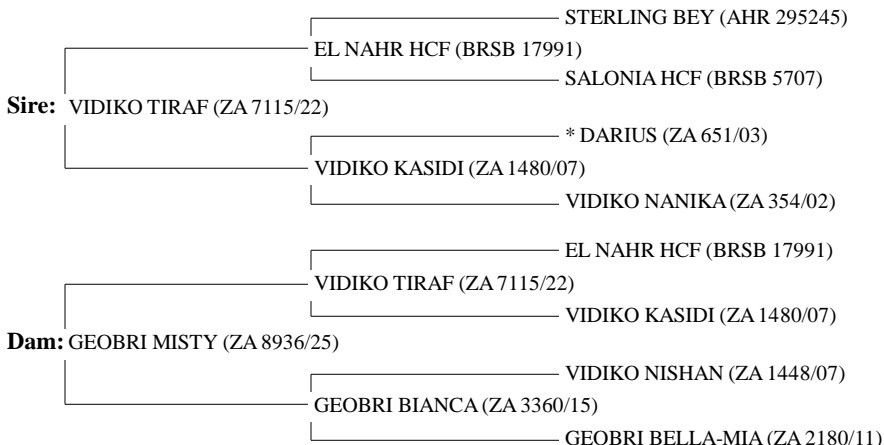 STERLING BEY (AHR 295245)
EL NAHR HCF (BRSB 17991)
SALONIA HCF (BRSB 5707)
Sire: VIDIKO TIRAF (ZA 7115/22)
* DARIUS (ZA 651/03)
VIDIKO KASIDI (ZA 1480/07)
VIDIKO NANIKA (ZA 354/02)
EL NAHR HCF (BRSB 17991)
VIDIKO TIRAF (ZA 7115/22)
VIDIKO KASIDI (ZA 1480/07)
Dam: GEOBRI MISTY (ZA 8936/25)
VIDIKO NISHAN (ZA 1448/07)
GEOBRI BIANCA (ZA 3360/15)
GEOBRI BELLA-MIA (ZA 2180/11)